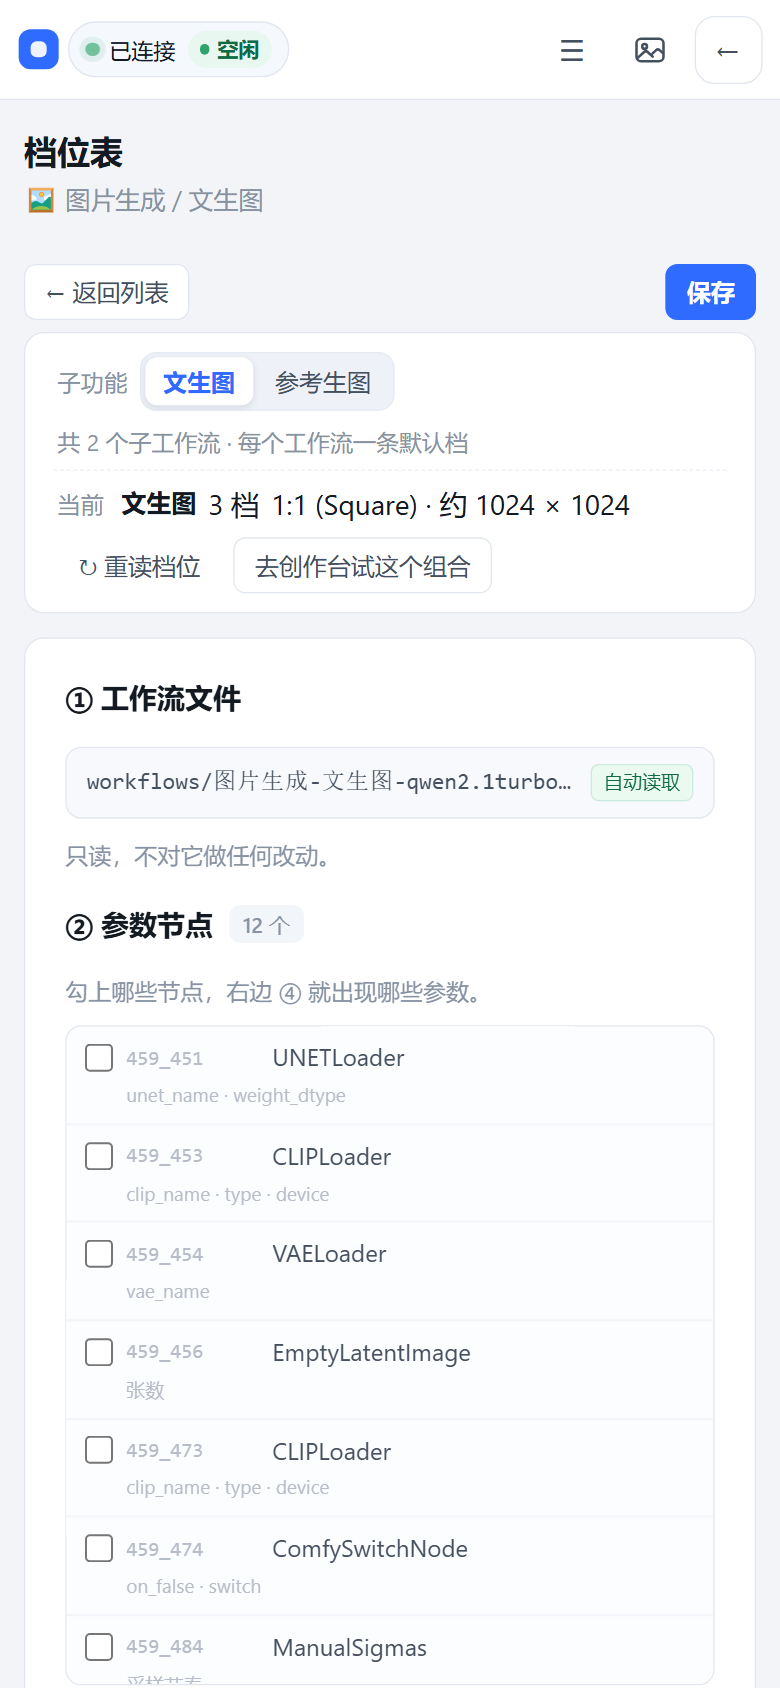 已连接 空闲
档位表
图片生成 / 文生图
← 返回列表 保存
子功能 文生图 参考生图
共 2 个子工作流 · 每个工作流一条默认档
当前 文生图 3 档 1:1 (Square) · 约 1024 × 1024
↻ 重读档位 去创作台试这个组合
① 工作流文件
workflows/图片生成-文生图-qwen2.1turbo… 自动读取
只读，不对它做任何改动。
② 参数节点 12 个
勾上哪些节点，右边 ④ 就出现哪些参数。
459_451 UNETLoader
unet_name · weight_dtype
459_453 CLIPLoader
clip_name · type · device
459_454 VAELoader
vae_name
459_456 EmptyLatentImage
张数
459_473 CLIPLoader
clip_name · type · device
459_474 ComfySwitchNode
on_false · switch
459_484 ManualSigmas